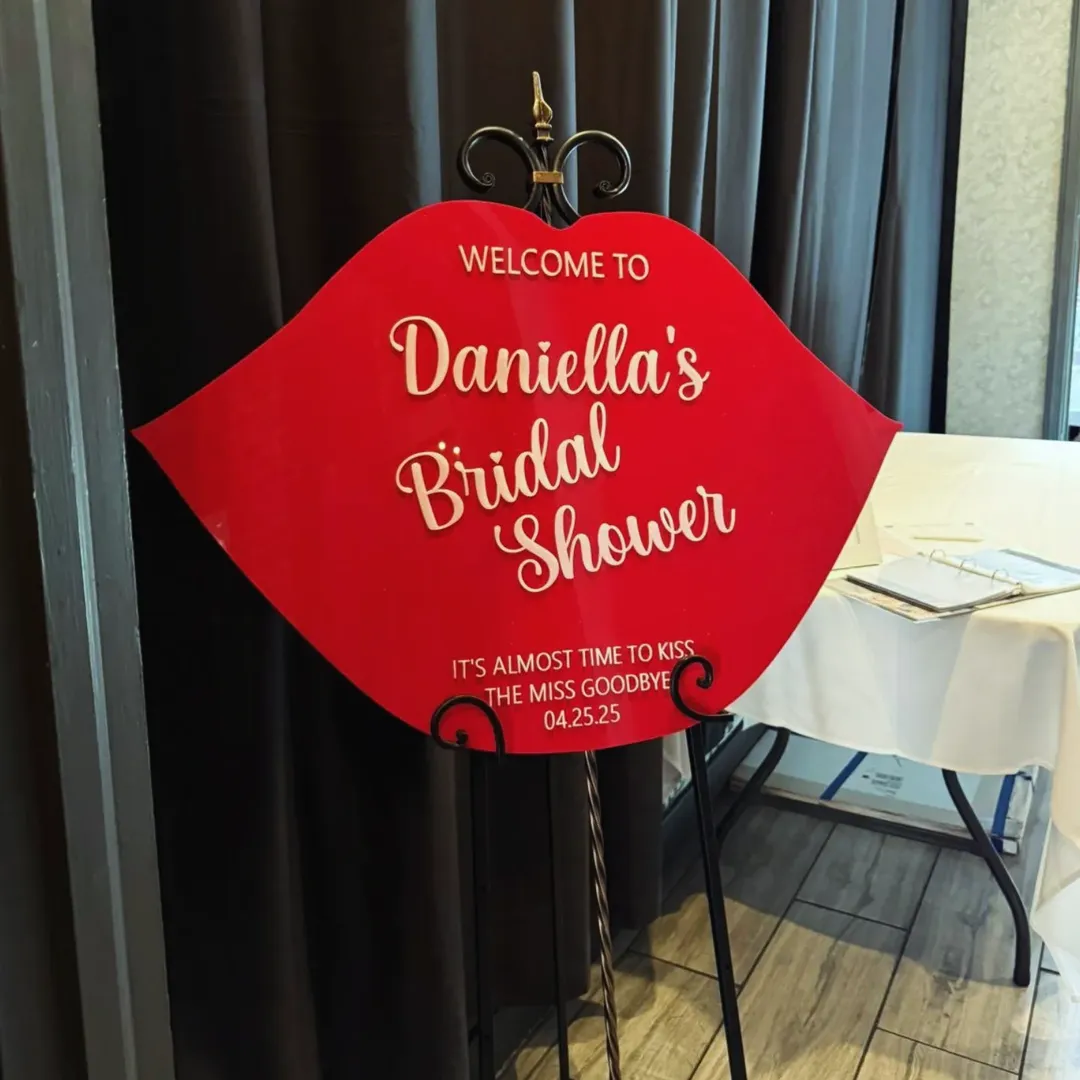 WELCOME TO
Daniella's
Bridal
Shower
IT'S ALMOST TIME TO KISS
THE MISS GOODBYE
04.25.25